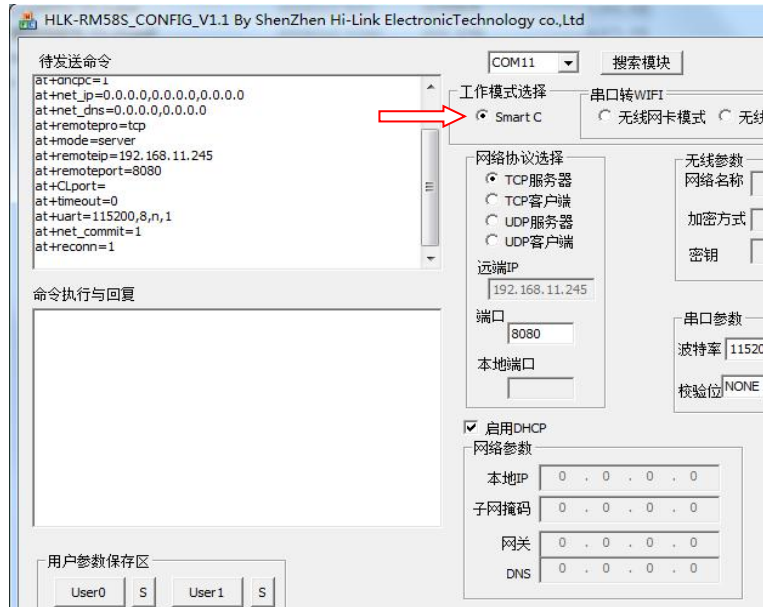 HLK-RM58S_CONFIG_V1.1 By ShenZhen Hi-Link ElectronicTechnology co.,Ltd
待发送命令
COM11
搜索模块
at+dhcpc=1
at+net_ip=0.0.0.0,0.0.0.0,0.0.0.0
at+net_dns=0.0.0.0,0.0.0.0
at+remotepro=tcp
at+mode=server
at+remoteip=192.168.11.245
at+remoteport=8080
at+CLport=
at+timeout=0
at+uart=115200,8,n,1
at+net_commit=1
at+reconn=1
工作模式选择
Smart C
串口转WIFI
无线网卡模式
无线
网络协议选择
TCP服务器
TCP客户端
UDP服务器
UDP客户端
远端IP
192.168.11.245
端口
8080
本地端口
无线参数
网络名称
加密方式
密钥
串口参数
波特率 11520
校验位 NONE
命令执行与回复
启用DHCP
网络参数
本地IP 0 . 0 . 0 . 0
子网掩码 0 . 0 . 0 . 0
网关 0 . 0 . 0 . 0
DNS 0 . 0 . 0 . 0
用户参数保存区
User0 S User1 S